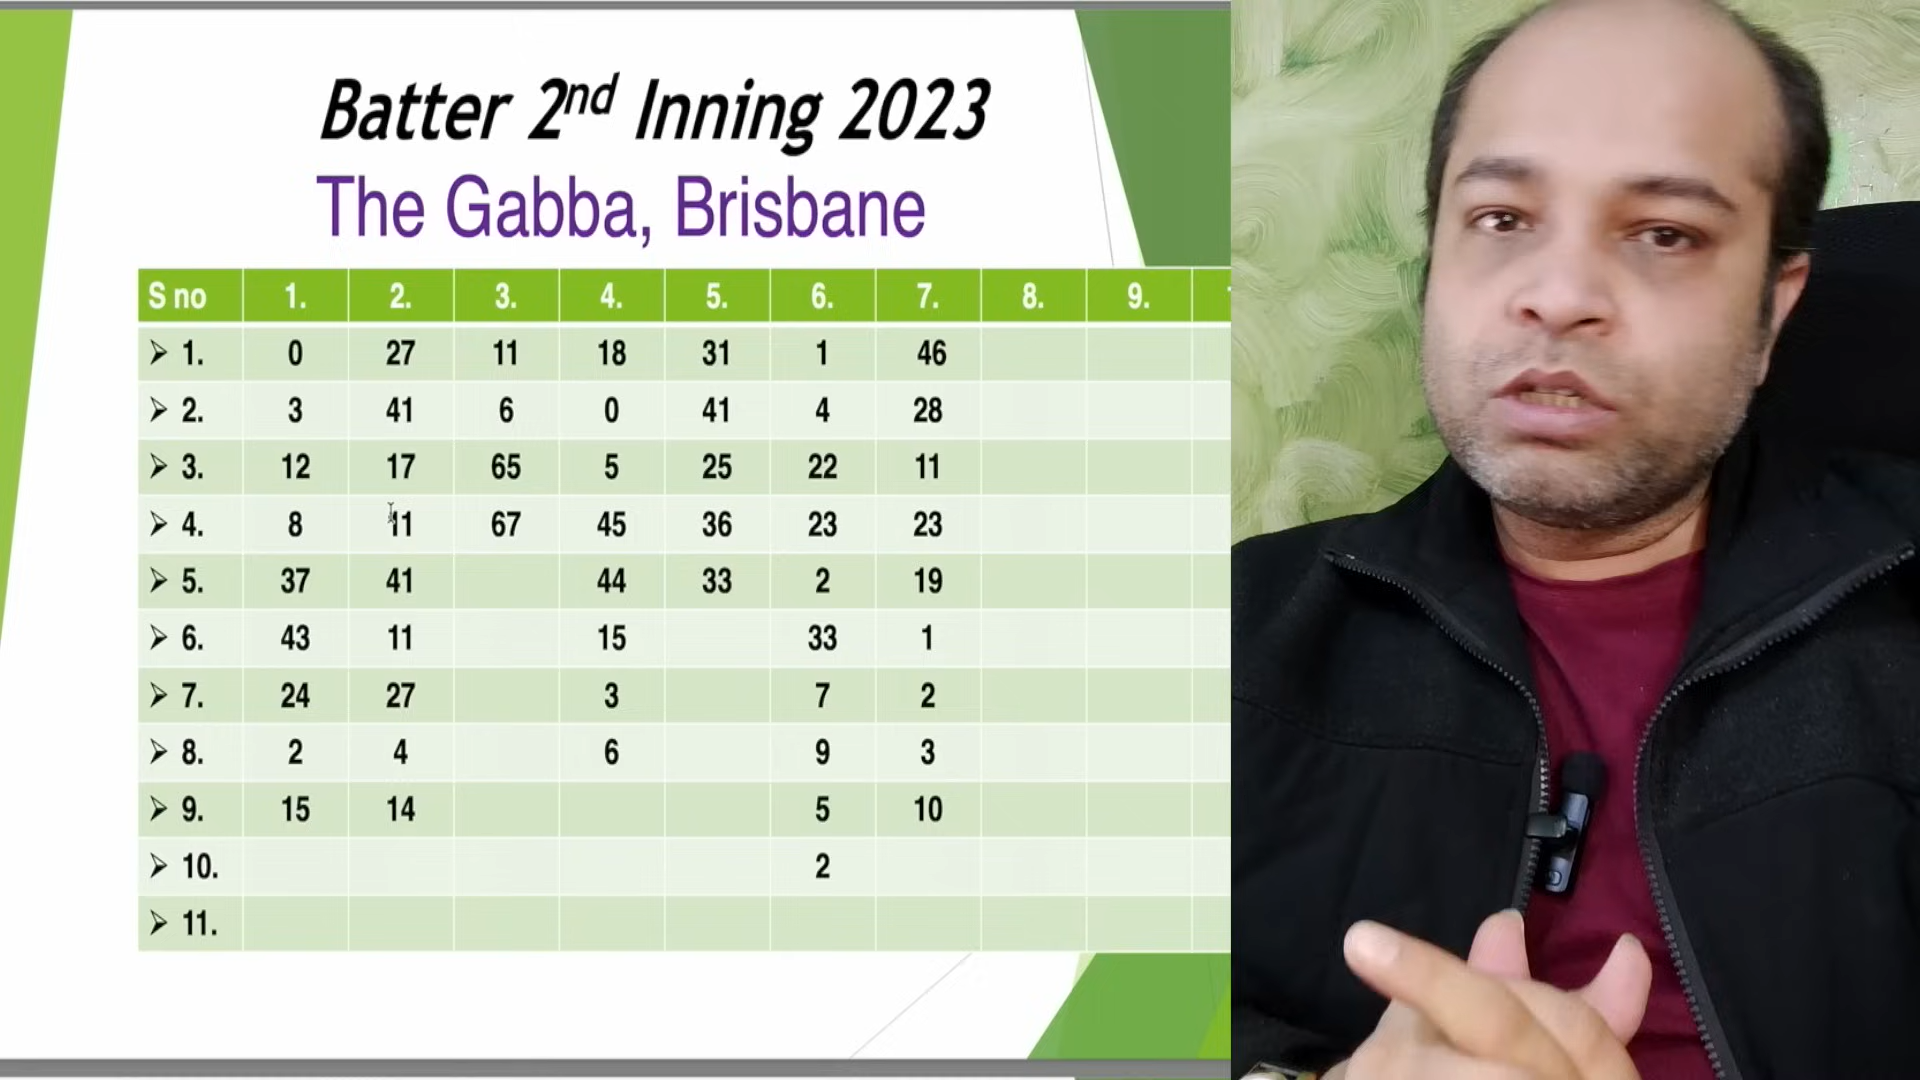 Batter 2nd Inning 2023
The Gabba, Brisbane
S no 1. 2. 3. 4. 5. 6. 7. 8. 9.
➢ 1. 0 27 11 18 31 1 46
➢ 2. 3 41 6 0 41 4 28
➢ 3. 12 17 65 5 25 22 11
➢ 4. 8 11 67 45 36 23 23
➢ 5. 37 41 44 33 2 19
➢ 6. 43 11 15 33 1
➢ 7. 24 27 3 7 2
➢ 8. 2 4 6 9 3
➢ 9. 15 14 5 10
➢ 10. 2
➢ 11.